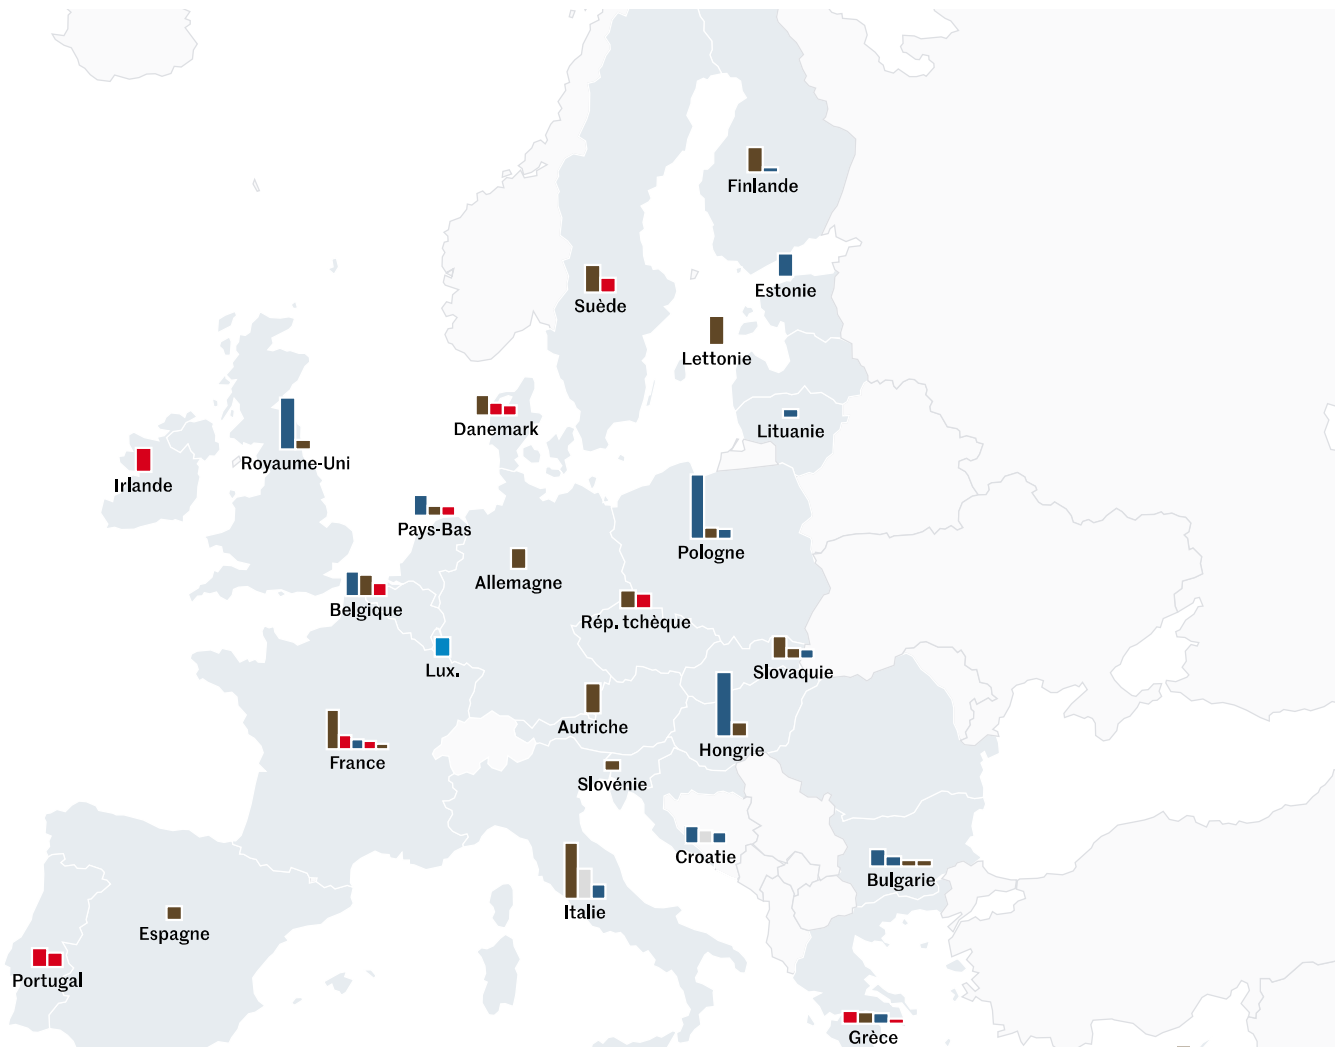 Finlande
Estonie
Suède
Lettonie
Danemark
Lituanie
Royaume-Uni
Irlande
Pays-Bas
Pologne
Allemagne
Belgique
Rép. tchèque
Lux.
Slovaquie
Autriche
Hongrie
France
Slovénie
Croatie
Bulgarie
Italie
Espagne
Portugal
Grèce